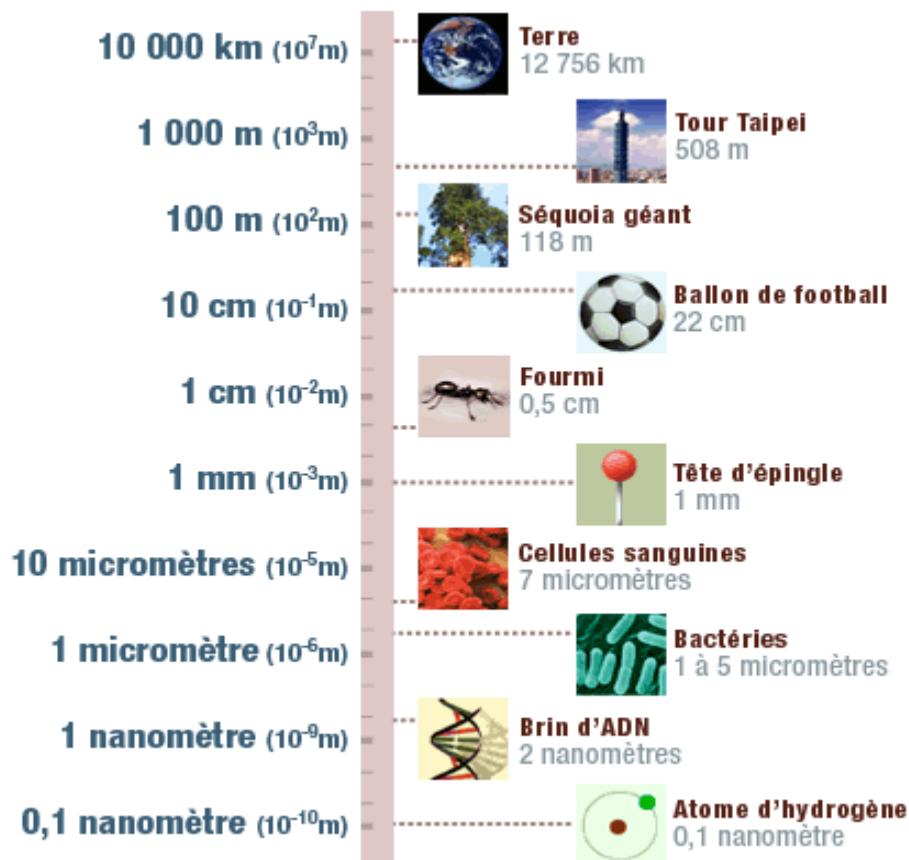 10 000 km (10⁷m)
Terre
12 756 km
1 000 m (10³m)
Tour Taipei
508 m
100 m (10²m)
Séquoia géant
118 m
10 cm (10⁻¹m)
Ballon de football
22 cm
1 cm (10⁻²m)
Fourmi
0,5 cm
1 mm (10⁻³m)
Tête d'épingle
1 mm
10 micromètres (10⁻⁵m)
Cellules sanguines
7 micromètres
1 micromètre (10⁻⁶m)
Bactéries
1 à 5 micromètres
1 nanomètre (10⁻⁹m)
Brin d'ADN
2 nanomètres
0,1 nanomètre (10⁻¹⁰m)
Atome d'hydrogène
0,1 nanomètre